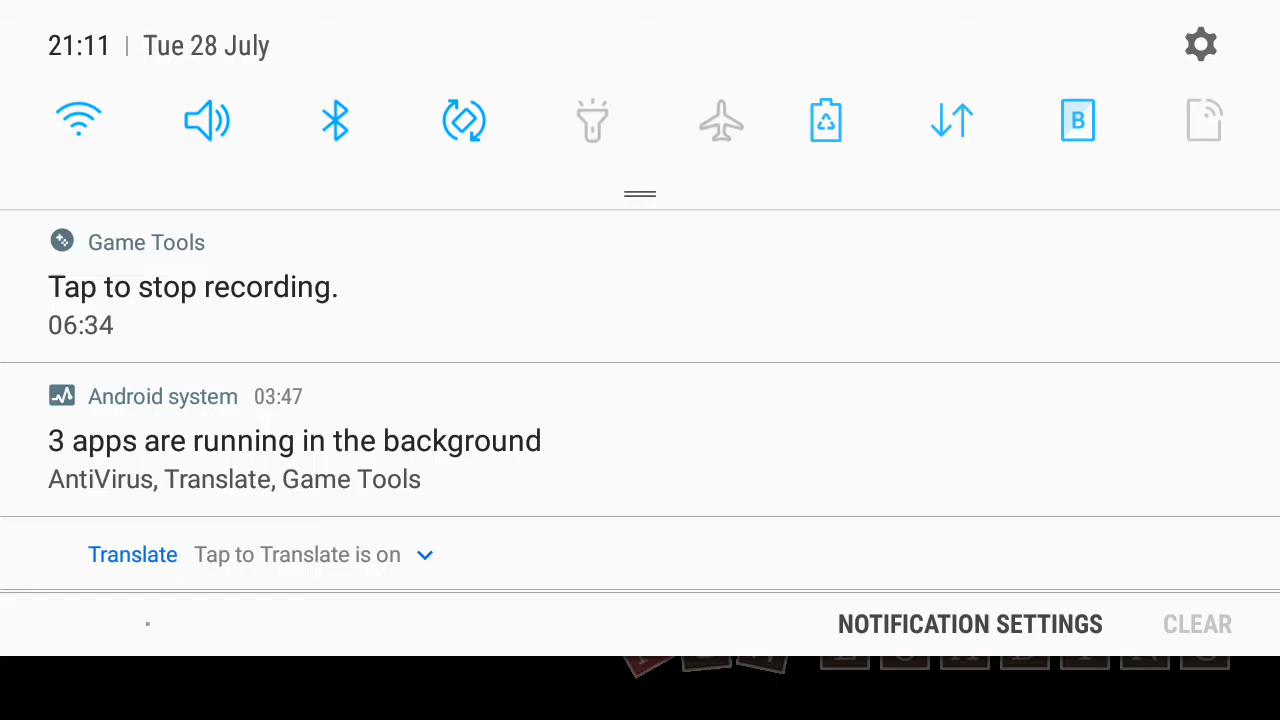 21:11 | Tue 28 July
B
Game Tools
Tap to stop recording.
06:34
Android system 03:47
3 apps are running in the background
AntiVirus, Translate, Game Tools
Translate Tap to Translate is on
NOTIFICATION SETTINGS CLEAR